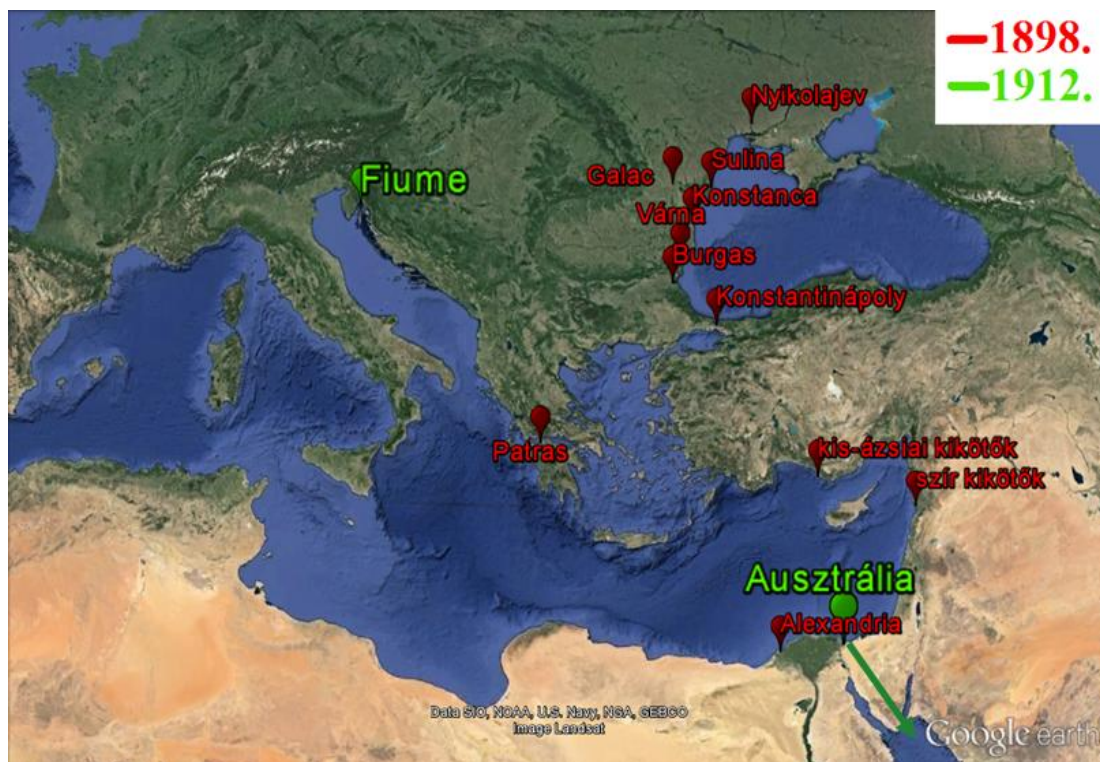 1898.
1912.
Nyikolajev
Sulina
Galac
Fiume
Konstanca
Várna
Burgas
Konstantinápoly
Patras
kis-ázsiai kikötők
szír kikötők
Ausztrália
Alexandria
Data SIO, NOAA, U.S. Navy, NGA, GEBCO
Image Landsat
Google earth